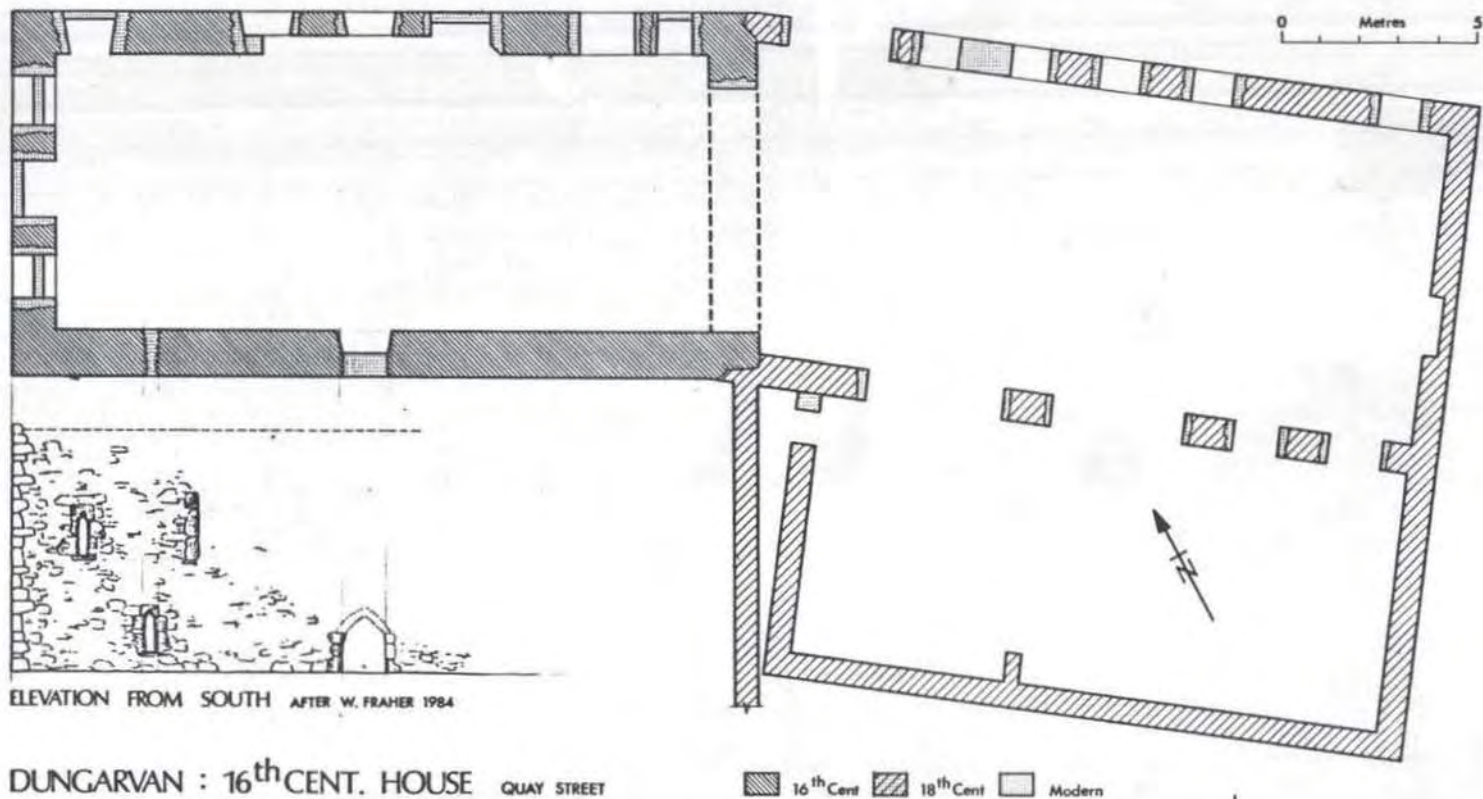 0 Metres 5
N
ELEVATION FROM SOUTH AFTER W. FRAHER 1984
DUNGARVAN : 16th CENT. HOUSE QUAY STREET
16th Cent 18th Cent Modern